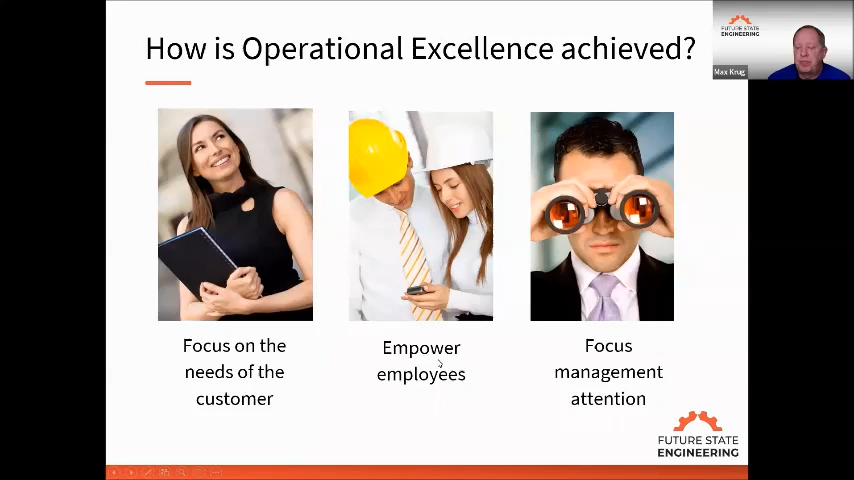 How is Operational Excellence achieved?
FUTURE STATE
ENGINEERING
Max Krug
Focus on the
needs of the
customer
Empower
employees
Focus
management
attention
FUTURE STATE
ENGINEERING